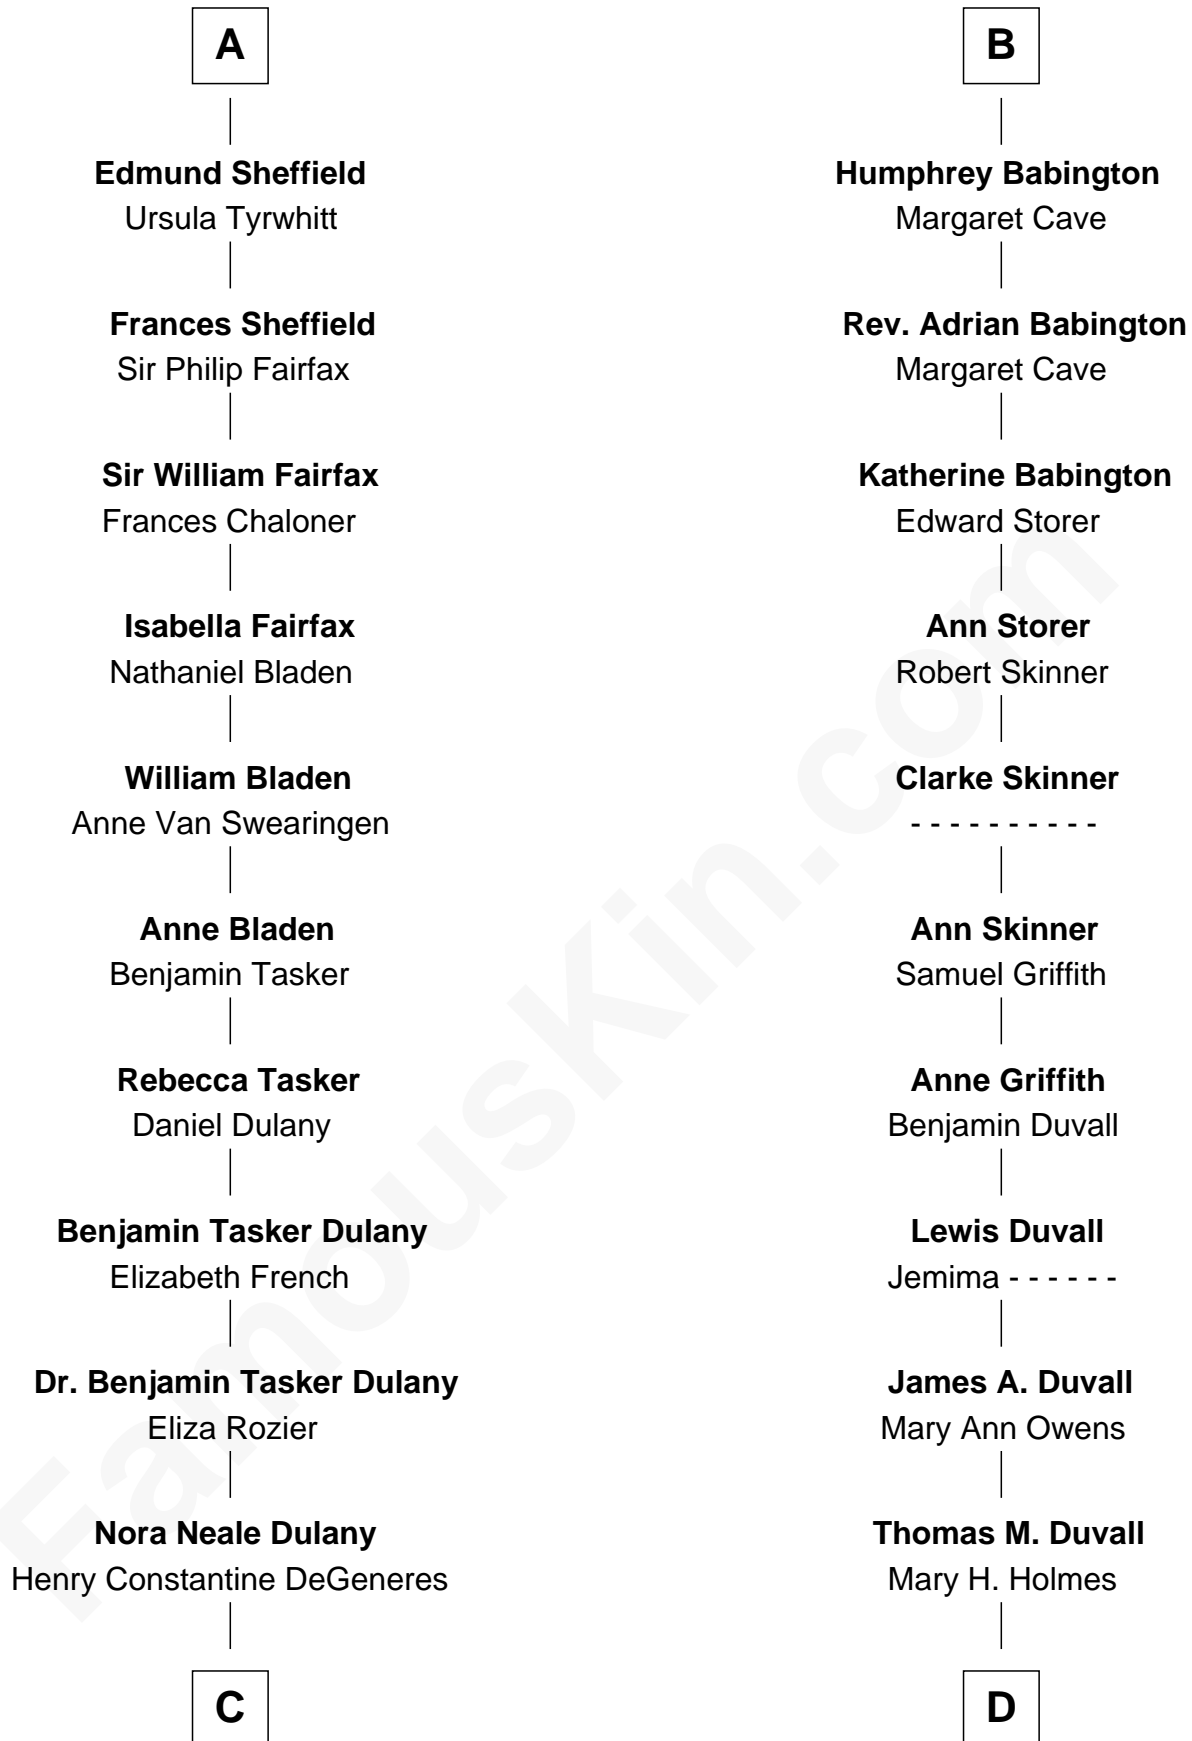 A
Edmund Sheffield
Ursula Tyrwhitt
Frances Sheffield
Sir Philip Fairfax
Sir William Fairfax
Frances Chaloner
Isabella Fairfax
Nathaniel Bladen
William Bladen
Anne Van Swearingen
Anne Bladen
Benjamin Tasker
Rebecca Tasker
Daniel Dulany
Benjamin Tasker Dulany
Elizabeth French
Dr. Benjamin Tasker Dulany
Eliza Rozier
Nora Neale Dulany
Henry Constantine DeGeneres
C
B
Humphrey Babington
Margaret Cave
Rev. Adrian Babington
Margaret Cave
Katherine Babington
Edward Storer
Ann Storer
Robert Skinner
Clarke Skinner
- - - - - - - - - -
Ann Skinner
Samuel Griffith
Anne Griffith
Benjamin Duvall
Lewis Duvall
Jemima - - - - - -
James A. Duvall
Mary Ann Owens
Thomas M. Duvall
Mary H. Holmes
D
FamousKin.com